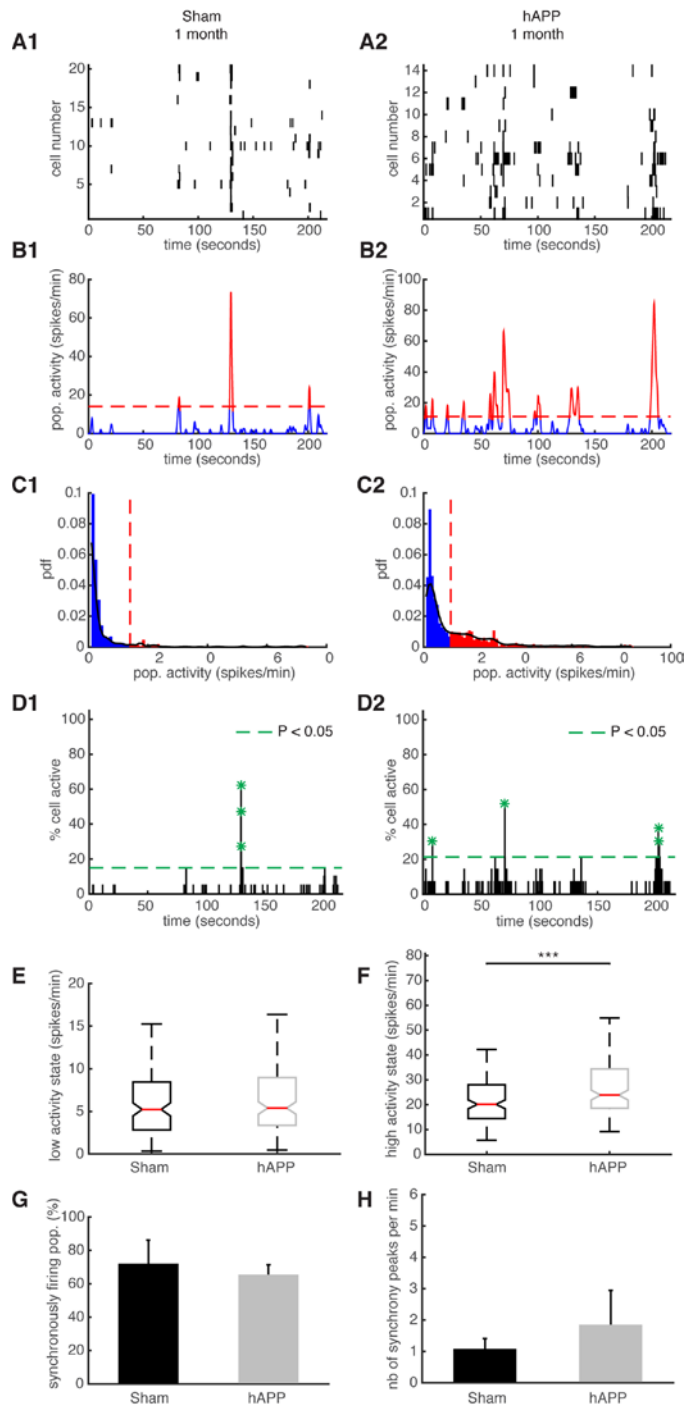 Sham
1 month
hAPP
1 month
A1
A2
20
15
10
5
cell number
0 50 100 150 200
time (seconds)
14
12
10
8
6
4
2
cell number
0 50 100 150 200
time (seconds)
B1
B2
80
60
40
20
0
pop. activity (spikes/min)
0 50 100 150 200
time (seconds)
100
80
60
40
20
0
pop. activity (spikes/min)
0 50 100 150 200
time (seconds)
C1
C2
0.1
0.08
0.06
0.04
0.02
0
pdf
0 2 0 6 0
pop. activity (spikes/min)
0.1
0.08
0.06
0.04
0.02
0
pdf
0 2 6 0 100
pop. activity (spikes/min)
D1
D2
100
80
60
40
20
0
% cell active
P < 0.05
0 50 100 150 200
time (seconds)
100
80
60
40
20
0
% cell active
P < 0.05
0 50 100 150 200
time (seconds)
E
F
20
15
10
5
0
low activity state (spikes/min)
Sham hAPP
80
70
60
50
40
30
20
10
0
high activity state (spikes/min)
***
Sham hAPP
G
H
100
80
60
40
20
0
synchronously firing pop. (%)
Sham hAPP
6
5
4
3
2
1
0
nb of synchrony peaks per min
Sham hAPP